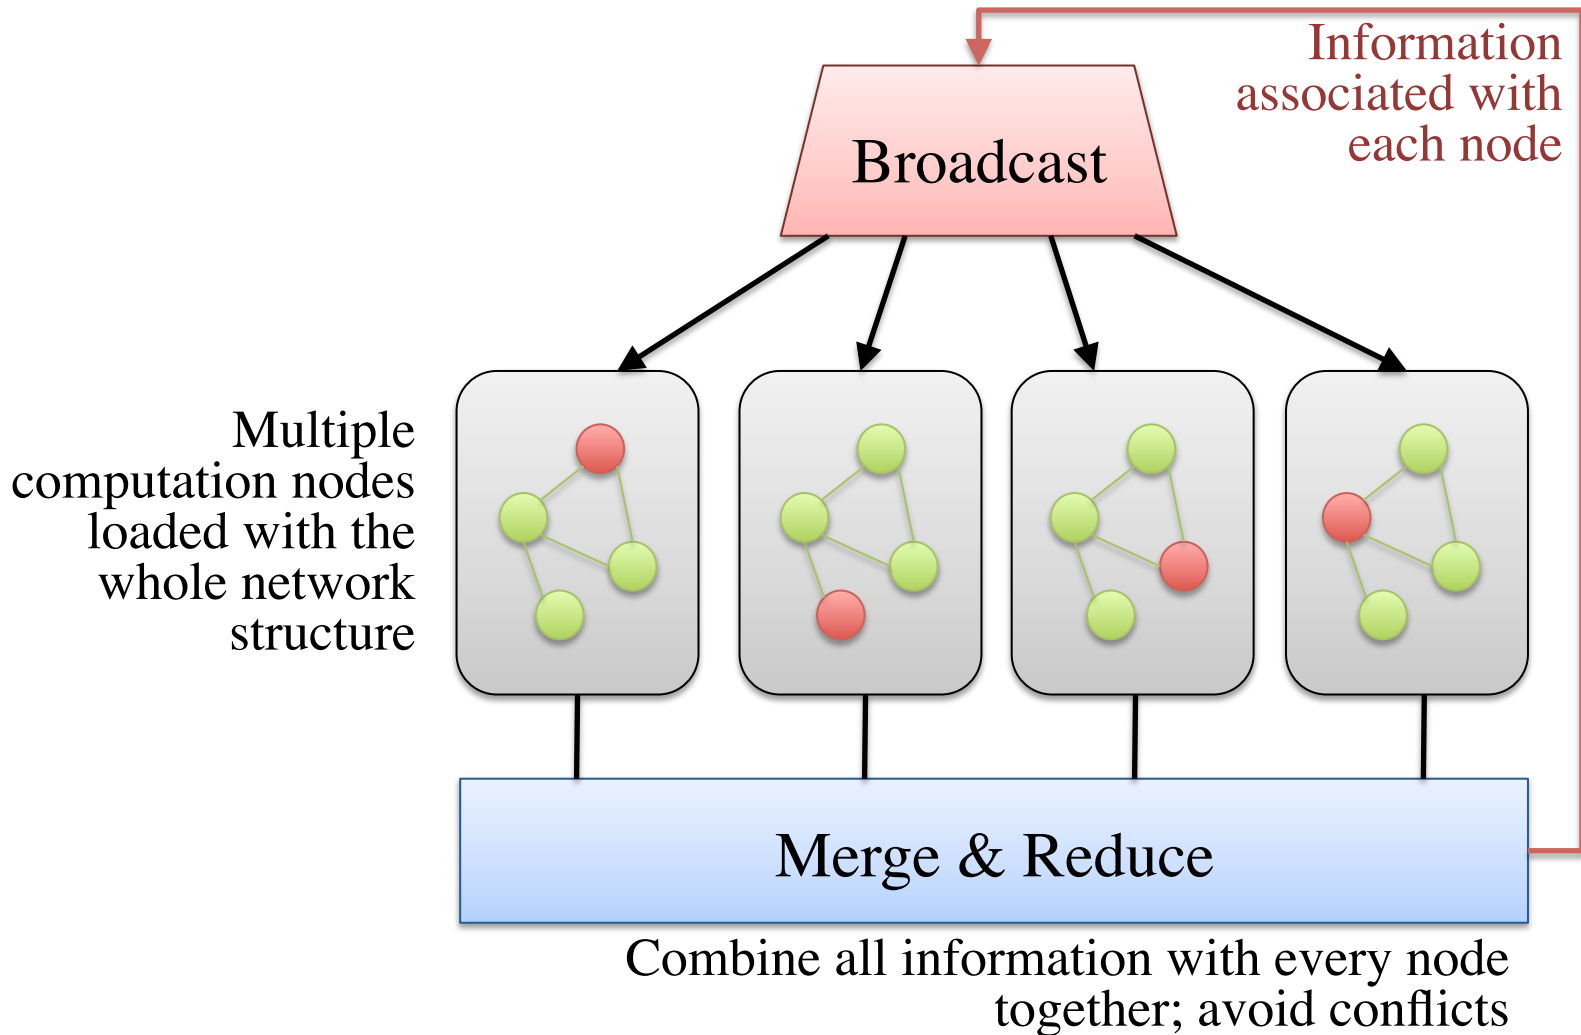 Information
associated with
each node
Broadcast
Multiple
computation nodes
loaded with the
whole network
structure
Merge & Reduce
Combine all information with every node
together; avoid conflicts